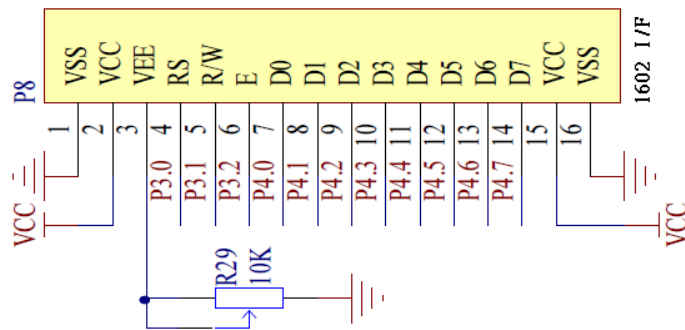 P8
1602 I/F
VSS
VCC
VEE
RS
R/W
E
D0
D1
D2
D3
D4
D5
D6
D7
VCC
VSS
1
2
3
4
5
6
7
8
9
10
11
12
13
14
15
16
P3.0
P3.1
P3.2
P4.0
P4.1
P4.2
P4.3
P4.4
P4.5
P4.6
P4.7
VCC
VCC
R29
10K